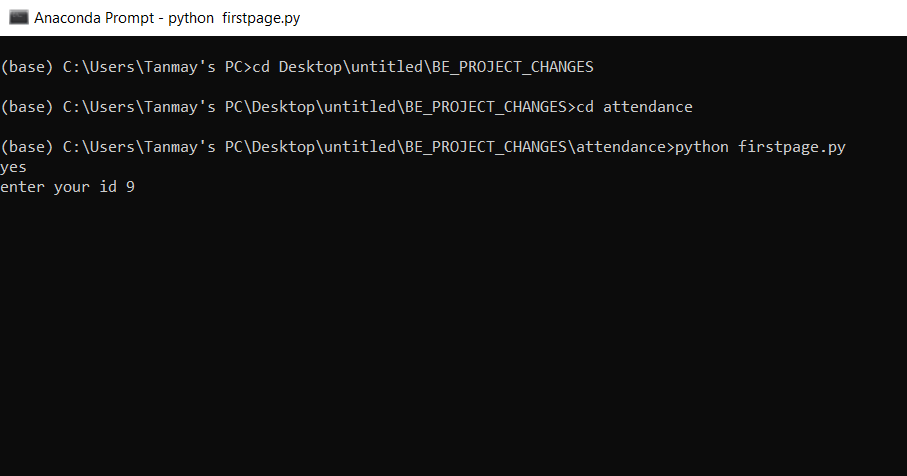 Anaconda Prompt - python  firstpage.py
(base) C:\Users\Tanmay's PC>cd Desktop\untitled\BE_PROJECT_CHANGES
(base) C:\Users\Tanmay's PC\Desktop\untitled\BE_PROJECT_CHANGES>cd attendance
(base) C:\Users\Tanmay's PC\Desktop\untitled\BE_PROJECT_CHANGES\attendance>python firstpage.py
yes
enter your id 9